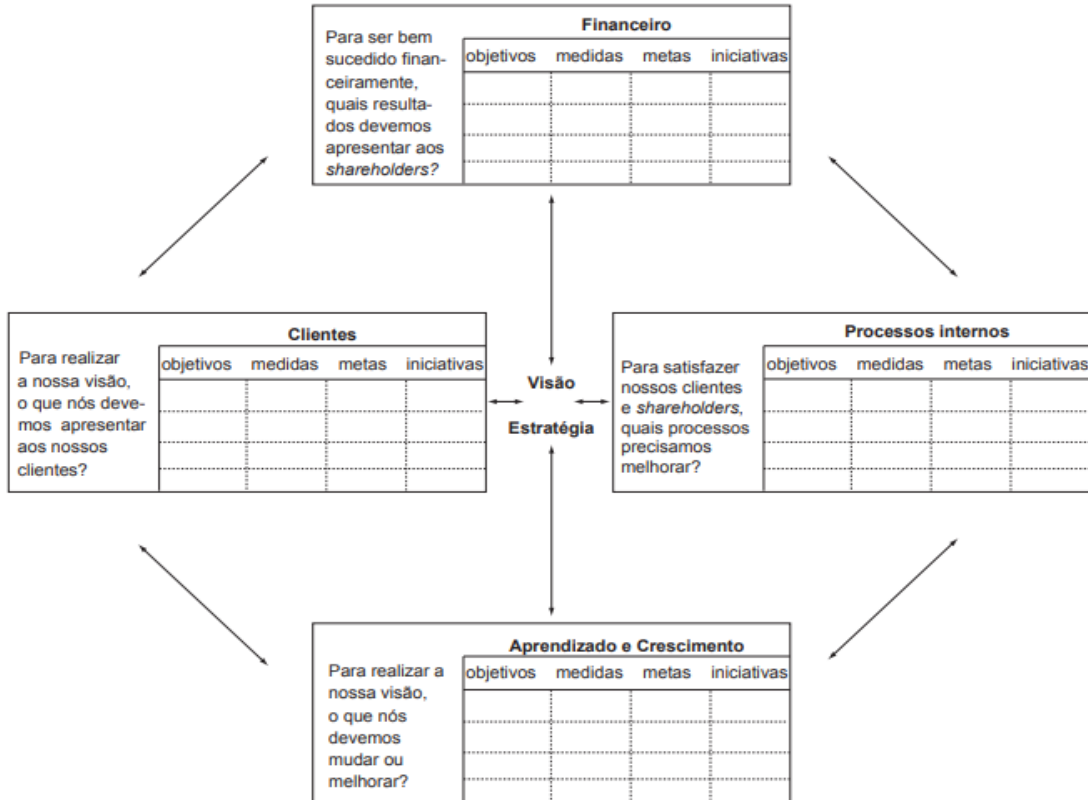 Financeiro
Para ser bem
sucedido finan-
ceiramente,
quais resulta-
dos devemos
apresentar aos
shareholders?
objetivos medidas metas iniciativas
Clientes
Para realizar
a nossa visão,
o que nós deve-
mos apresentar
aos nossos
clientes?
objetivos medidas metas iniciativas
Visão
Estratégia
Processos internos
Para satisfazer
nossos clientes
e shareholders,
quais processos
precisamos
melhorar?
objetivos medidas metas iniciativas
Aprendizado e Crescimento
Para realizar a
nossa visão,
o que nós
devemos
mudar ou
melhorar?
objetivos medidas metas iniciativas